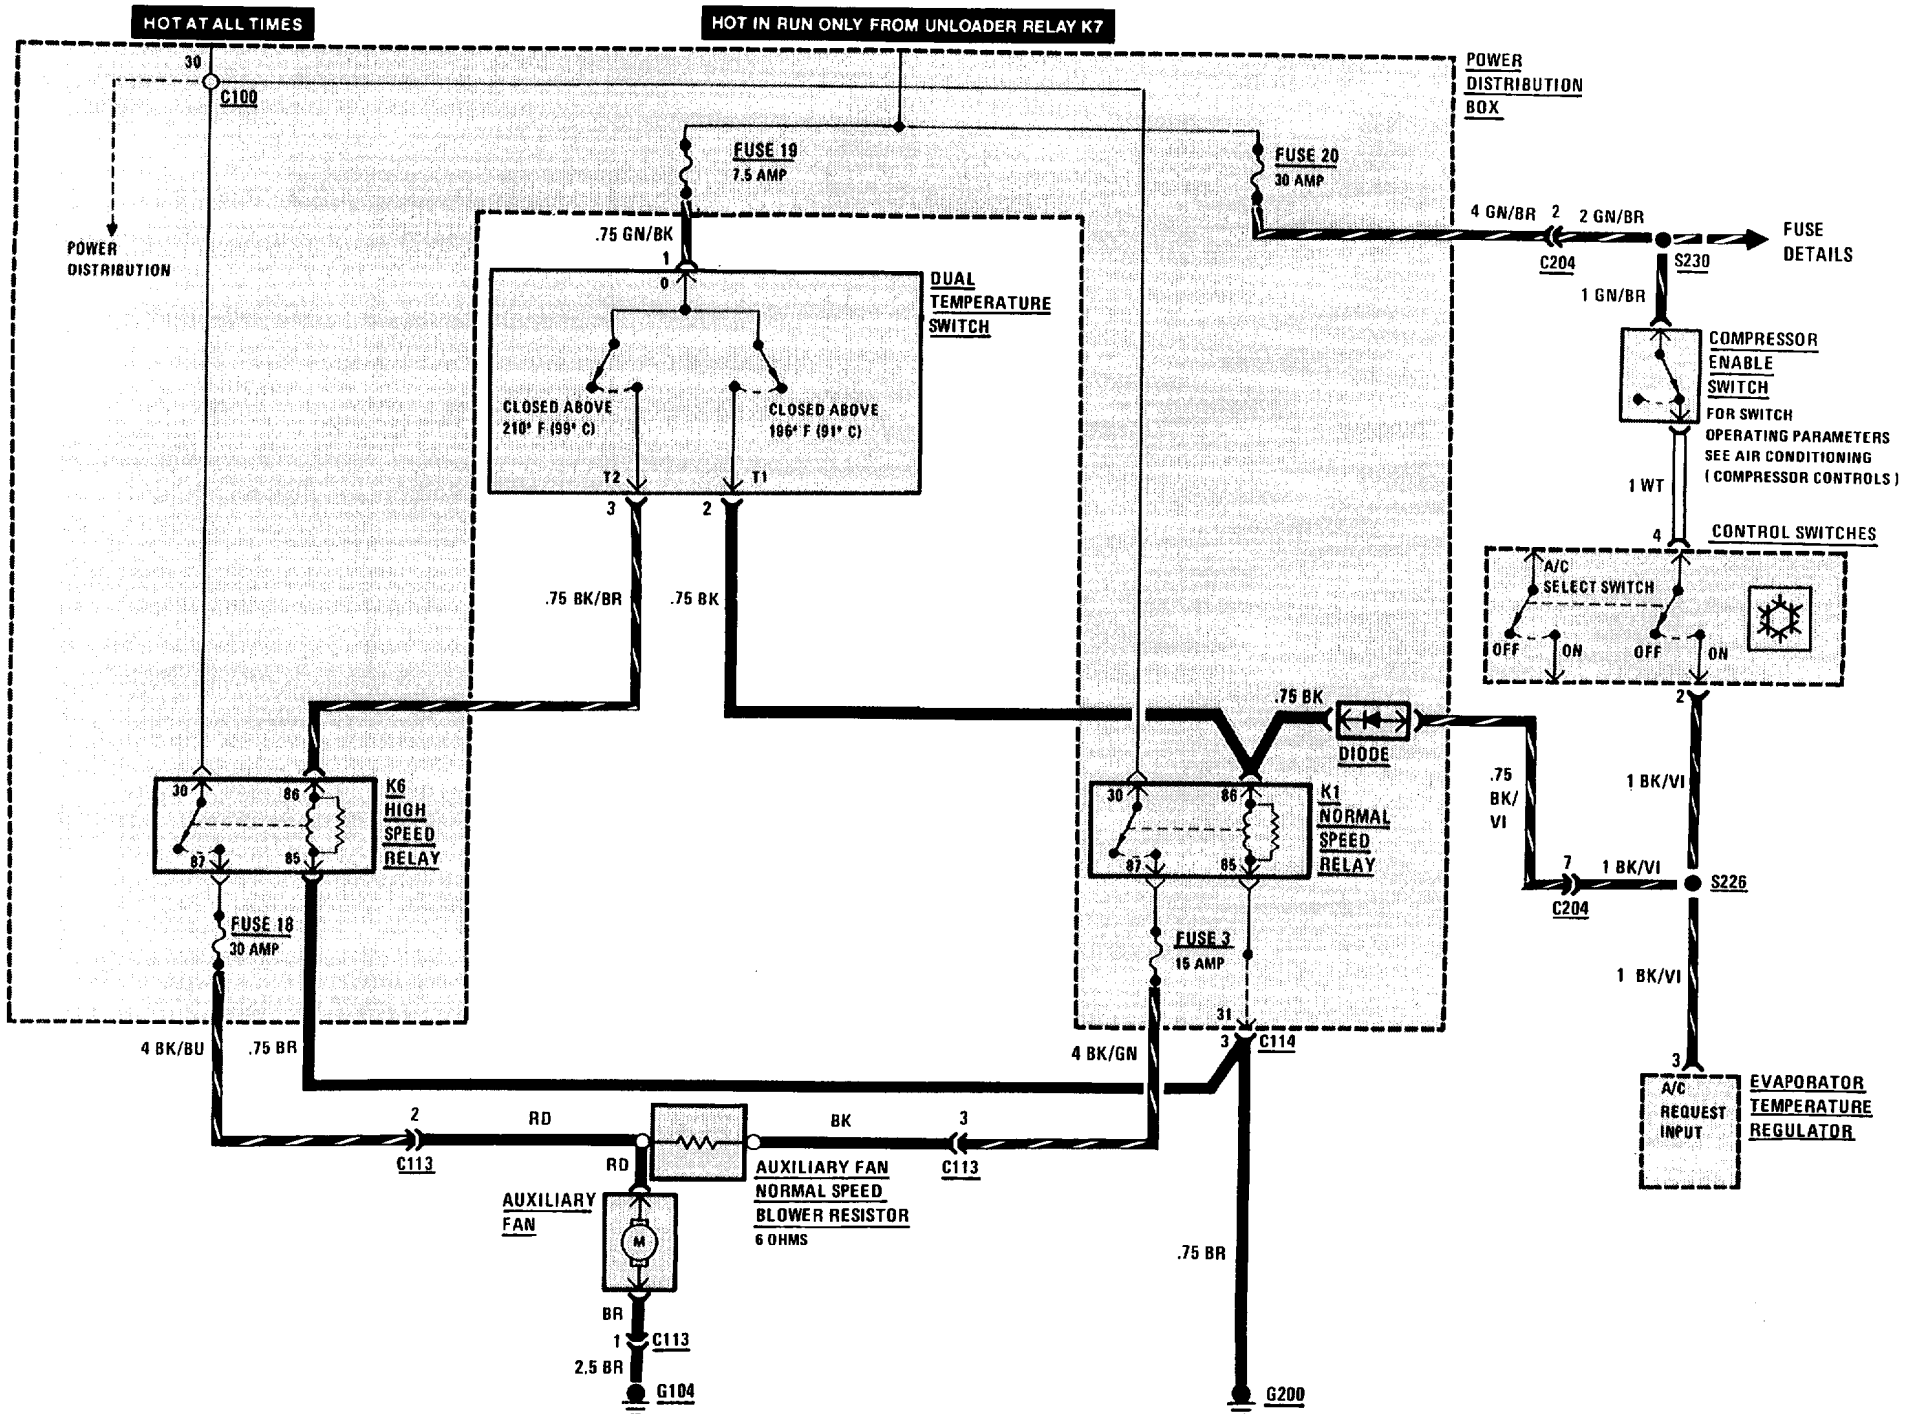 HOT AT ALL TIMES
HOT IN RUN ONLY FROM UNLOADER RELAY K7
30
C100
POWER
DISTRIBUTION
BOX
FUSE 19
7.5 AMP
FUSE 20
30 AMP
POWER
DISTRIBUTION
.75 GN/BK
1
0
4 GN/BR
2
2 GN/BR
C204
S230
FUSE
DETAILS
1 GN/BR
DUAL
TEMPERATURE
SWITCH
CLOSED ABOVE
210° F (99° C)
CLOSED ABOVE
196° F (91° C)
T2
T1
3
2
COMPRESSOR
ENABLE
SWITCH
FOR SWITCH
OPERATING PARAMETERS
SEE AIR CONDITIONING
( COMPRESSOR CONTROLS )
1 WT
4
CONTROL SWITCHES
A/C
SELECT SWITCH
OFF
ON
OFF
ON
2
.75 BK/BR
.75 BK
.75 BK
DIODE
.75
BK/
VI
1 BK/VI
7
1 BK/VI
C204
S226
1 BK/VI
3
A/C
REQUEST
INPUT
EVAPORATOR
TEMPERATURE
REGULATOR
30
86
87
85
K6
HIGH
SPEED
RELAY
FUSE 18
30 AMP
30
86
87
85
K1
NORMAL
SPEED
RELAY
FUSE 3
15 AMP
31
3
C114
4 BK/BU
.75 BR
4 BK/GN
2
RD
C113
BK
3
C113
RD
AUXILIARY FAN
NORMAL SPEED
BLOWER RESISTOR
6 OHMS
AUXILIARY
FAN
M
BR
1
C113
2.5 BR
G104
.75 BR
G200